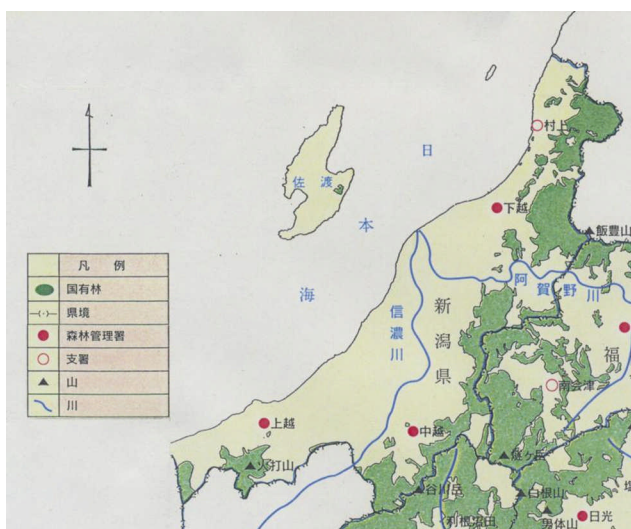 村上
日
佐渡
下越
本
飯豊山
海
阿賀野川
新潟県
信濃川
凡例
国有林
県境
森林管理署
支署
山
川
福
南会津
上越
中越
火打山
燧ヶ岳
谷川岳
白根山
利根沼田
男体山
日光
塩